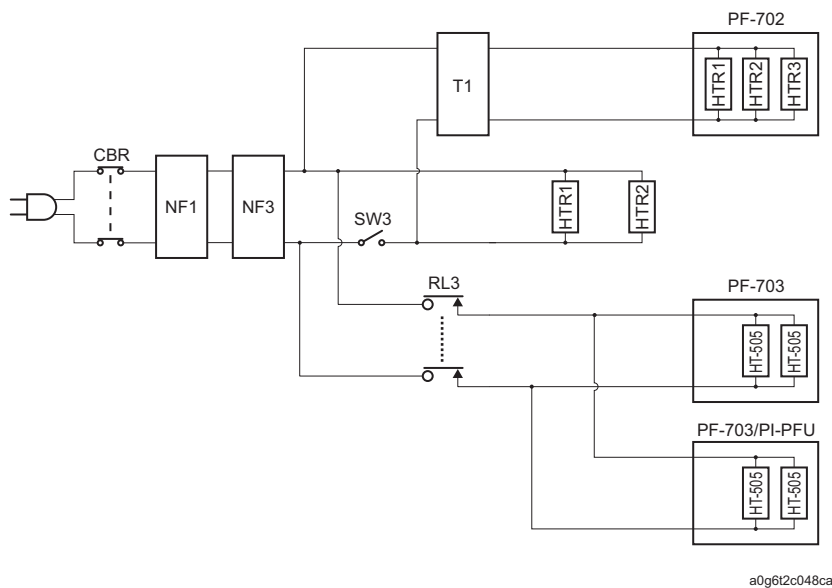 PF-702
T1
HTR1
HTR2
HTR3
CBR
NF1
NF3
SW3
HTR1
HTR2
RL3
PF-703
HT-505
HT-505
PF-703/PI-PFU
HT-505
HT-505
a0g6t2c048ca